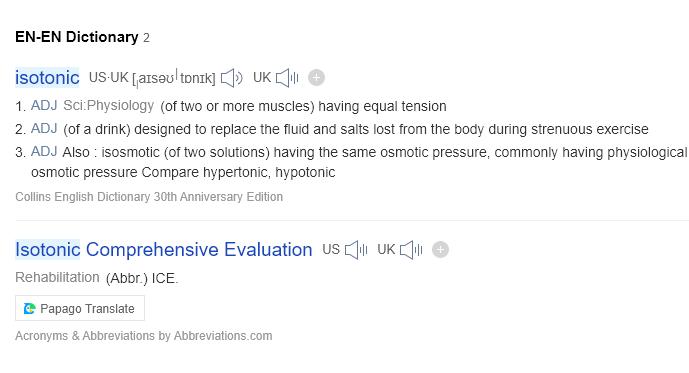 EN-EN Dictionary 2
isotonic US·UK [ˌaɪsəʊˈtɒnɪk] UK
1. ADJ Sci:Physiology (of two or more muscles) having equal tension
2. ADJ (of a drink) designed to replace the fluid and salts lost from the body during strenuous exercise
3. ADJ Also : isosmotic (of two solutions) having the same osmotic pressure, commonly having physiological
osmotic pressure Compare hypertonic, hypotonic
Collins English Dictionary 30th Anniversary Edition
Isotonic Comprehensive Evaluation US UK
Rehabilitation (Abbr.) ICE.
Papago Translate
Acronyms & Abbreviations by Abbreviations.com